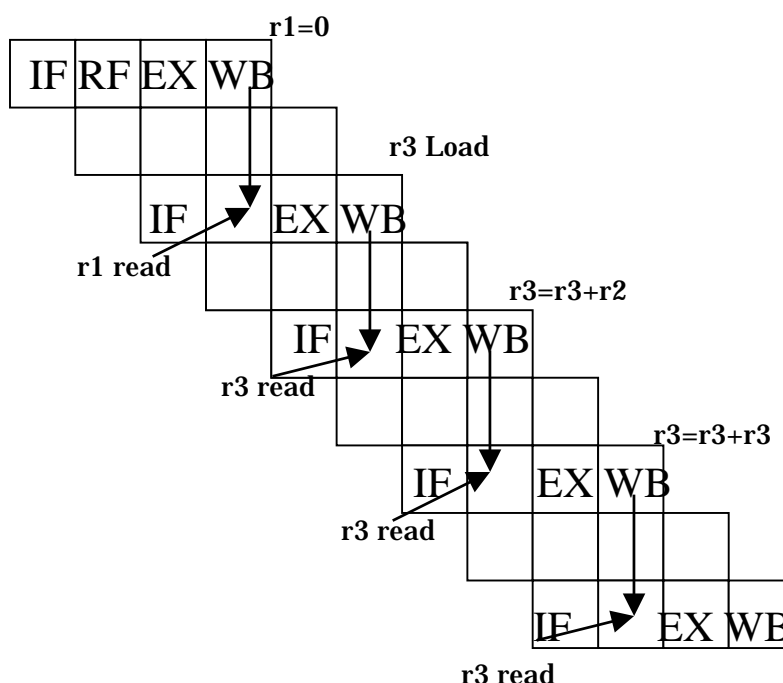 r1=0
IF RF EX WB
r3 Load
IF EX WB
r1 read
r3=r3+r2
IF EX WB
r3 read
r3=r3+r3
IF EX WB
r3 read
IF EX WB
r3 read